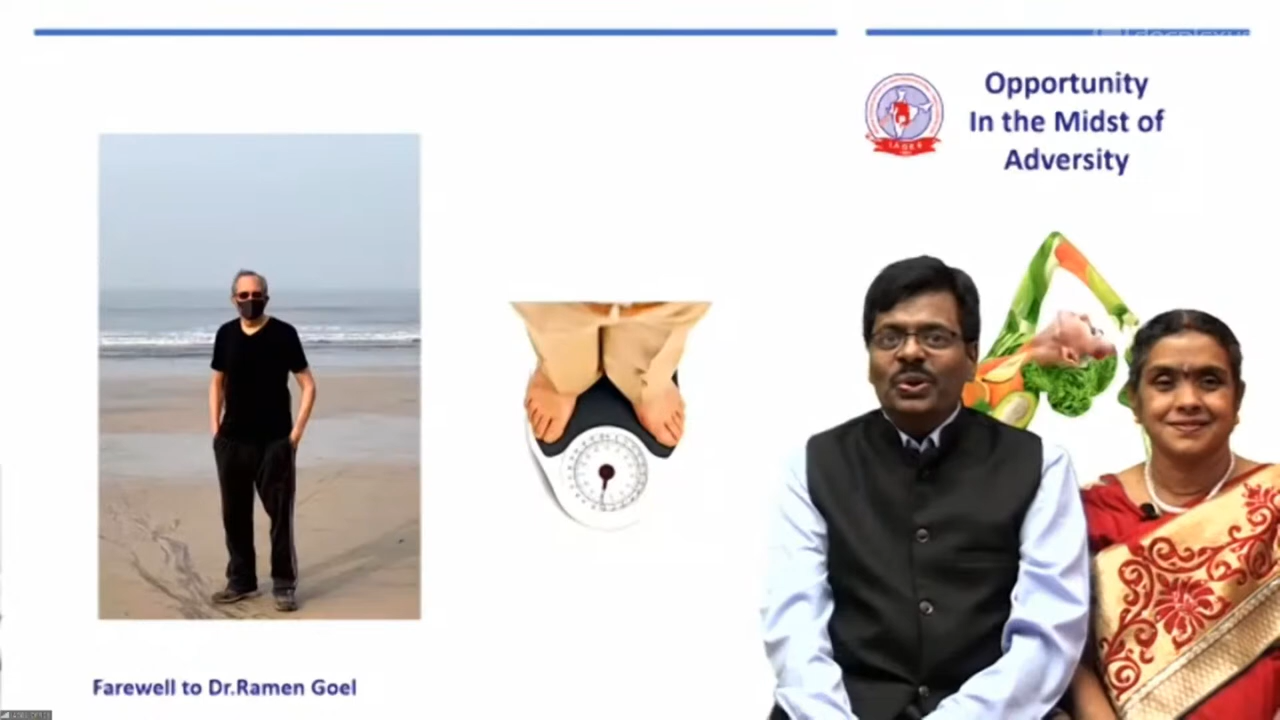 Opportunity
In the Midst of
Adversity
Farewell to Dr.Ramen Goel